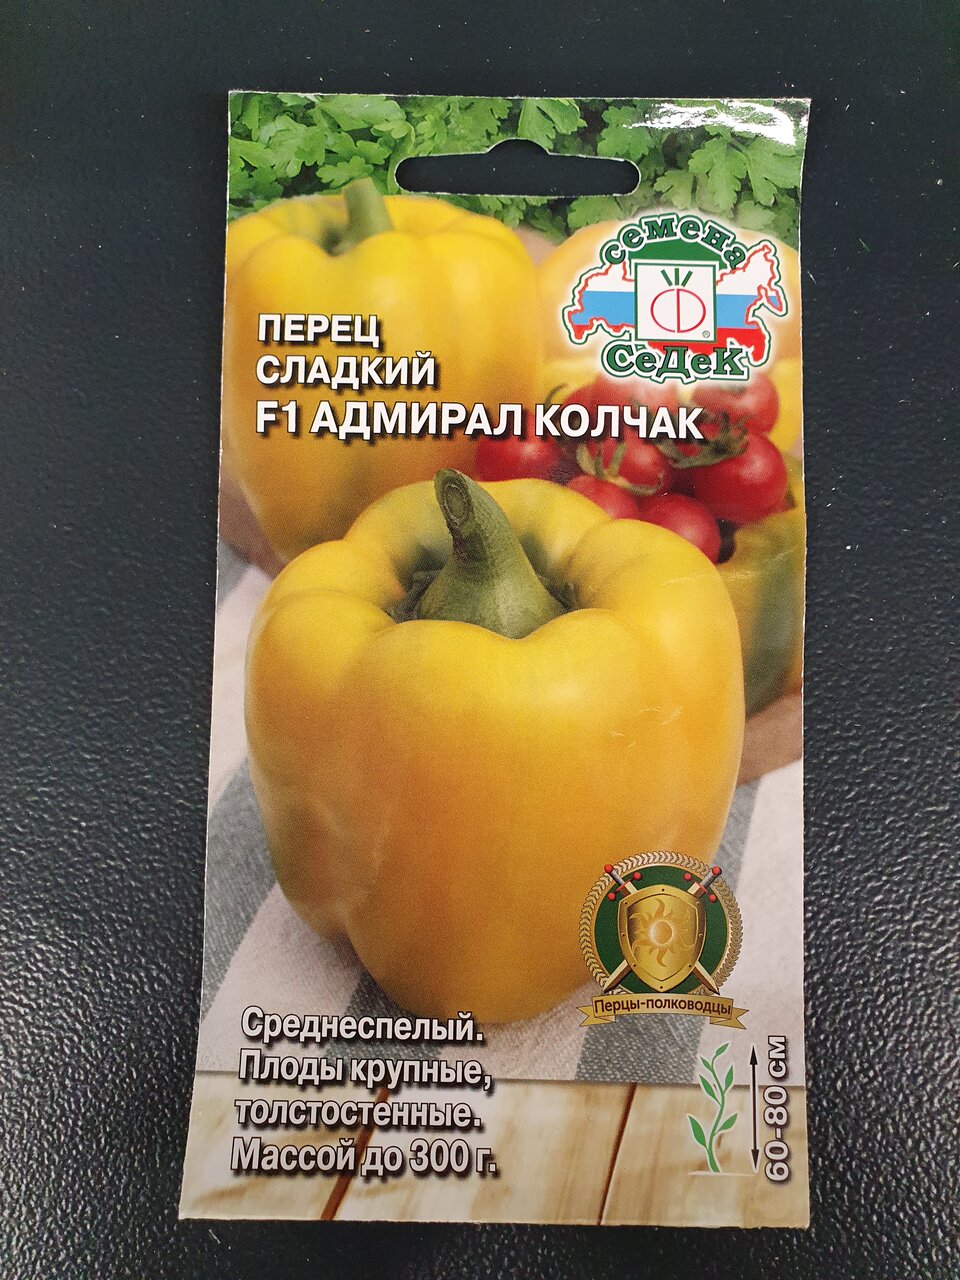 семена
СеДеК
®
ПЕРЕЦ
СЛАДКИЙ
F1 АДМИРАЛ КОЛЧАК
Перцы-полководцы
Среднеспелый.
Плоды крупные,
толстостенные.
Массой до 300 г.
60-80 см